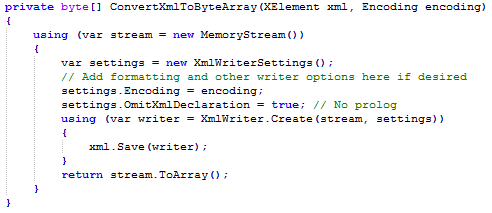 private byte[] ConvertXmlToByteArray(XElement xml, Encoding encoding)
{
    using (var stream = new MemoryStream())
    {
        var settings = new XmlWriterSettings();
        // Add formatting and other writer options here if desired
        settings.Encoding = encoding;
        settings.OmitXmlDeclaration = true; // No prolog
        using (var writer = XmlWriter.Create(stream, settings))
        {
            xml.Save(writer);
        }
        return stream.ToArray();
    }
}